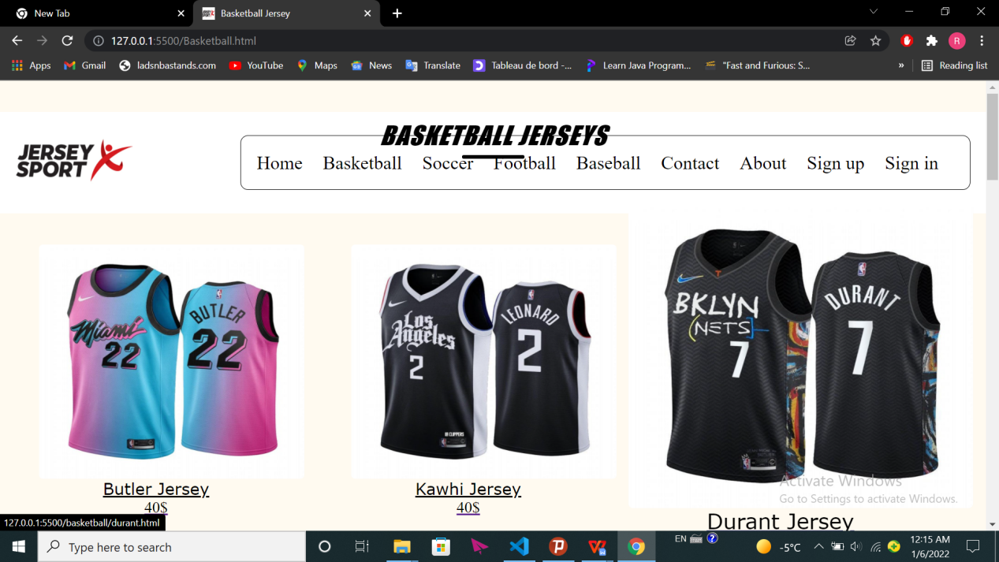 New Tab
Basketball Jersey
127.0.0.1:5500/Basketball.html
R
Apps Gmail ladsnbastands.com YouTube Maps News Translate Tableau de bord -... Learn Java Program... "Fast and Furious: S... » Reading list
BASKETBALL JERSEYS
JERSEY
SPORT
Home Basketball Soccer Football Baseball Contact About Sign up Sign in
Miami
22
BUTLER
22
Los
Angeles
2
LEONARD
2
BKLYN
(NETS)
7
DURANT
7
Butler Jersey
40$
Kawhi Jersey
40$
Durant Jersey
Activate Windows
Go to Settings to activate Windows.
127.0.0.1:5500/basketball/durant.html
Type here to search
EN
-5°C
12:15 AM
1/6/2022